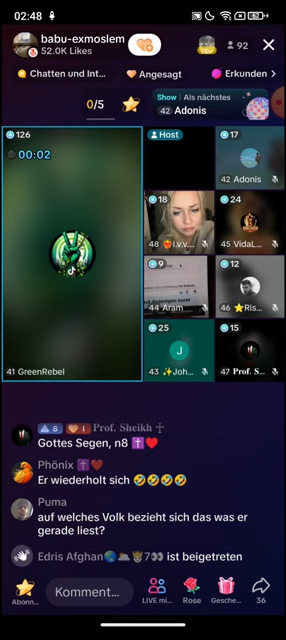 02:48
62
babu-exmoslem
52.0K Likes
92
Chatten und Int...
Angesagt
Erkunden
0/5
Show | Als nächstes
42 Adonis
126
00:02
41 GreenRebel
Host
17
42 Adonis
18
48 ❤️‍🔥i.v.v...
24
45 VidaL...
9
44 Aram
12
46 ⭐Ris...
25
J
43 ✨Joh...
15
47 Prof. S...
8 1 Prof. Sheikh ☥
Gottes Segen, n8 ✝️❤️
Phönix ✝️❤️
Er wiederholt sich 🤣🤣🤣🤣
Puma
auf welches Volk bezieht sich das was er
gerade liest?
Edris Afghan 7 👀 ist beigetreten
Abonn...
Komment...
LIVE mi...
Rose
Gesche...
36